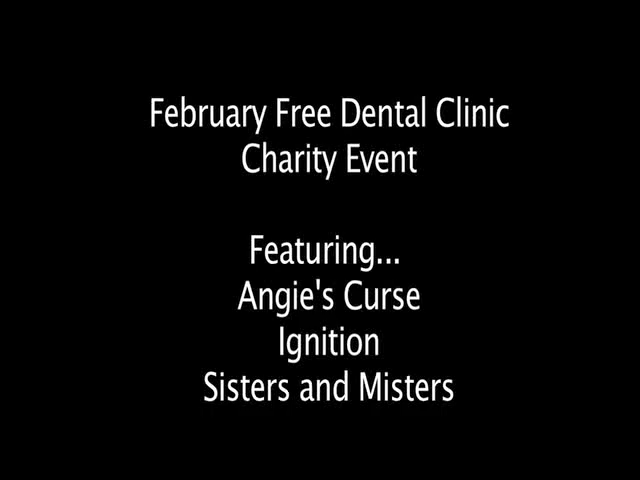 February Free Dental Clinic
Charity Event
Featuring...
Angie's Curse
Ignition
Sisters and Misters